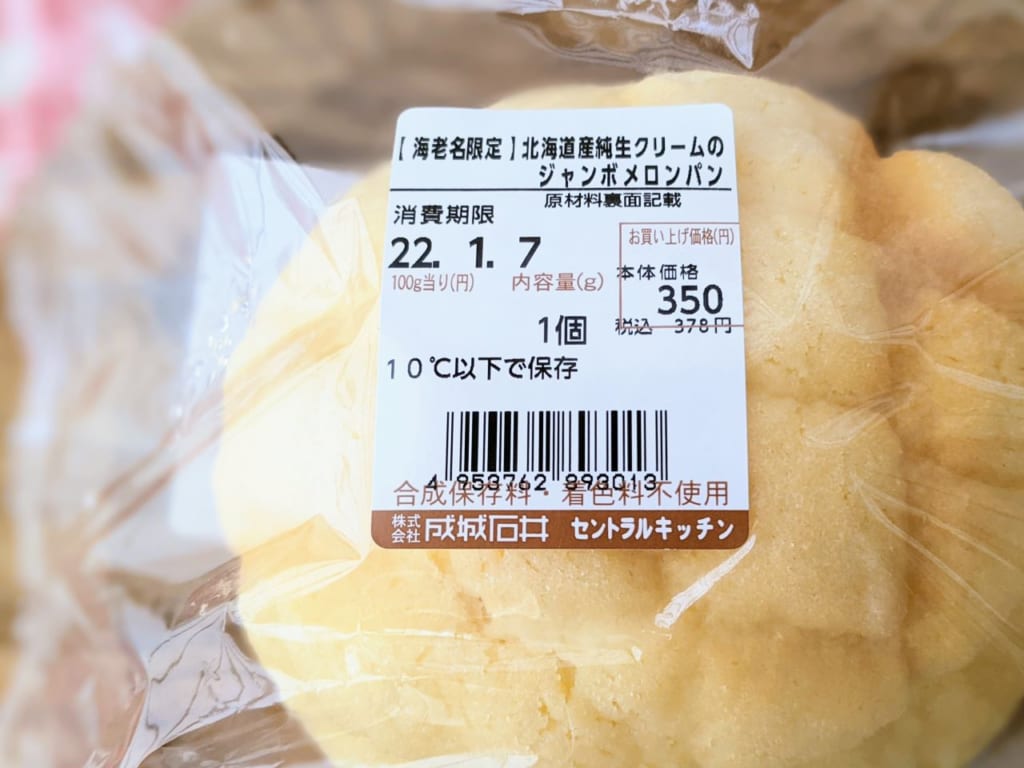 【海老名限定】北海道産純生クリームの
ジャンボメロンパン
原材料裏面記載
消費期限
22. 1. 7
お買い上げ価格(円)
100g当り(円) 内容量(g) 本体価格
350
1個 税込 378円
10℃以下で保存
4 953762 393013
合成保存料・着色料不使用
株式会社 成城石井 セントラルキッチン